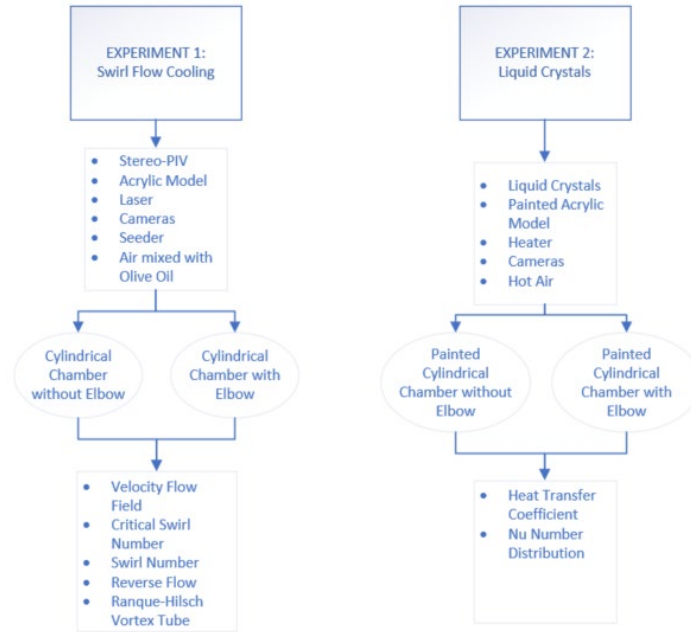 EXPERIMENT 1:
Swirl Flow Cooling
• Stereo-PIV
• Acrylic Model
• Laser
• Cameras
• Seeder
• Air mixed with
Olive Oil
Cylindrical
Chamber
without Elbow
Cylindrical
Chamber with
Elbow
• Velocity Flow
Field
• Critical Swirl
Number
• Swirl Number
• Reverse Flow
• Ranque-Hilsch
Vortex Tube
EXPERIMENT 2:
Liquid Crystals
• Liquid Crystals
• Painted Acrylic
Model
• Heater
• Cameras
• Hot Air
Painted
Cylindrical
Chamber without
Elbow
Painted
Cylindrical
Chamber with
Elbow
• Heat Transfer
Coefficient
• Nu Number
Distribution